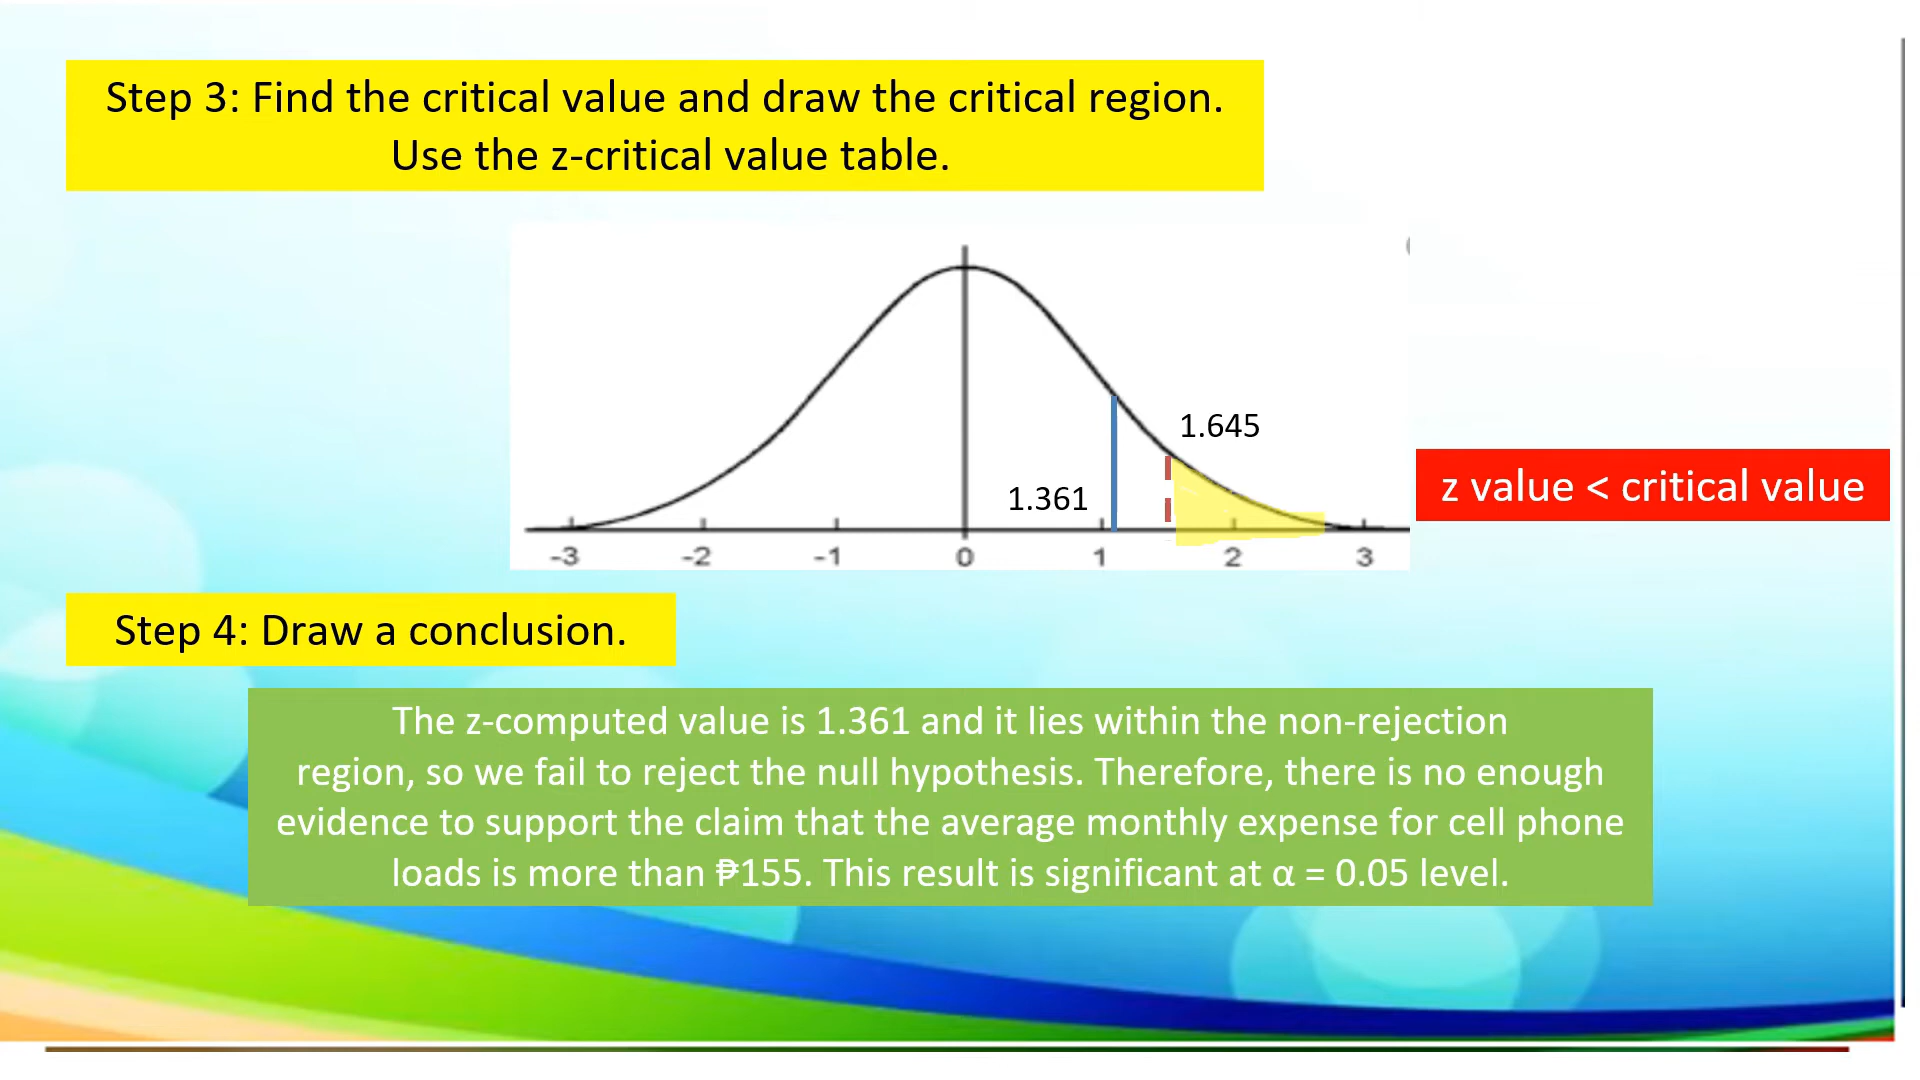 Step 3: Find the critical value and draw the critical region.
Use the z-critical value table.
1.645
1.361
z value < critical value
-3 -2 -1 0 1 2 3
Step 4: Draw a conclusion.
The z-computed value is 1.361 and it lies within the non-rejection
region, so we fail to reject the null hypothesis. Therefore, there is no enough
evidence to support the claim that the average monthly expense for cell phone
loads is more than ₱155. This result is significant at α = 0.05 level.